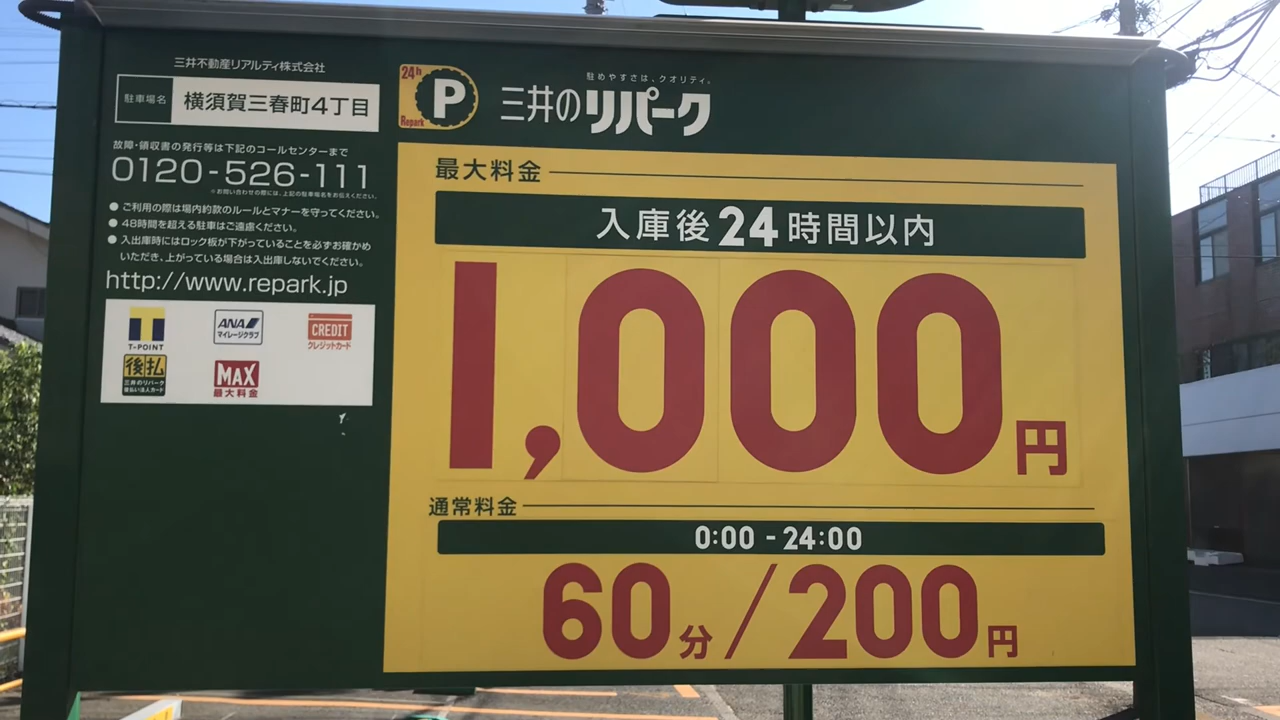 三井不動産リアルティ株式会社
駐車場名 横須賀三春町4丁目
故障・領収書の発行等は下記のコールセンターまで
0120-526-111
※お問い合わせの際には、上記の駐車場名をお伝えください。
● ご利用の際は場内約款のルールとマナーを守ってください。
● 48時間を超える駐車はご遠慮ください。
● 入出庫時にはロック板が下がっていることを必ずお確かめ
いただき、上がっている場合は入出庫しないでください。
http://www.repark.jp
T-POINT
ANA
マイレージクラブ
CREDIT
クレジットカード
後払
三井のリパーク
後払い法人カード
MAX
最大料金
24h
P
Repark
駐めやすさは、クオリティ。
三井のリパーク
最大料金
入庫後24時間以内
1,000円
通常料金
0:00 - 24:00
60分/200円